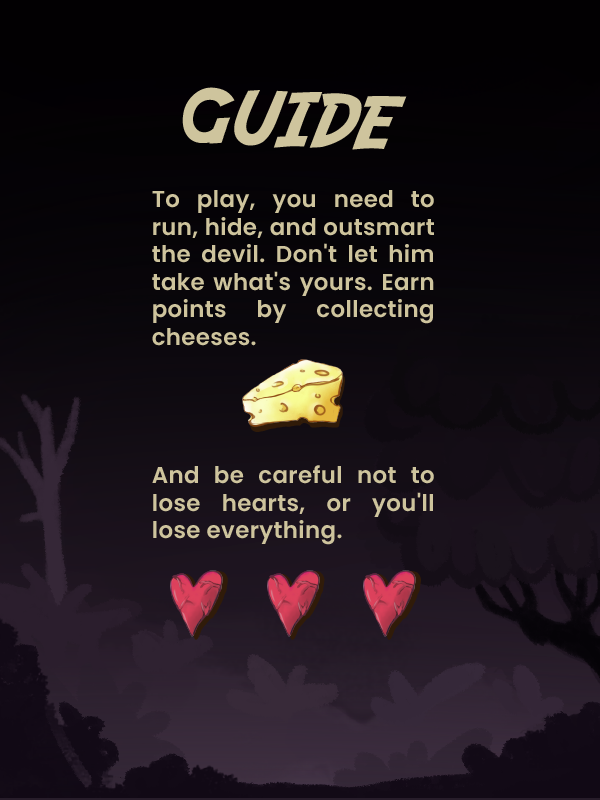 GUIDE
To play, you need to
run, hide, and outsmart
the devil. Don't let him
take what's yours. Earn
points by collecting
cheeses.
And be careful not to
lose hearts, or you'll
lose everything.